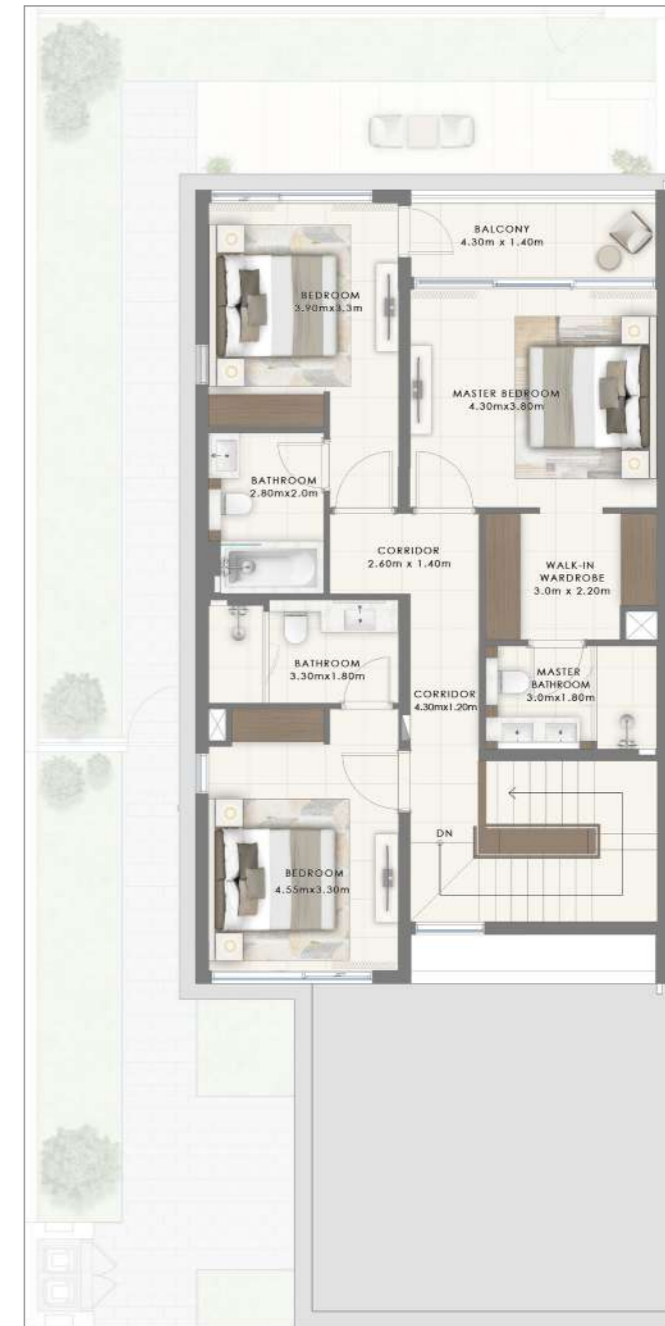 BALCONY
4.30m x 1.40m
BEDROOM
3.90mx3.3m
MASTER BEDROOM
4.30mx3.80m
BATHROOM
2.80mx2.0m
CORRIDOR
2.60m x 1.40m
WALK-IN
WARDROBE
3.0m x 2.20m
BATHROOM
3.30mx1.80m
MASTER
BATHROOM
3.0mx1.80m
CORRIDOR
4.30mx1.20m
DN
BEDROOM
4.55mx3.30m